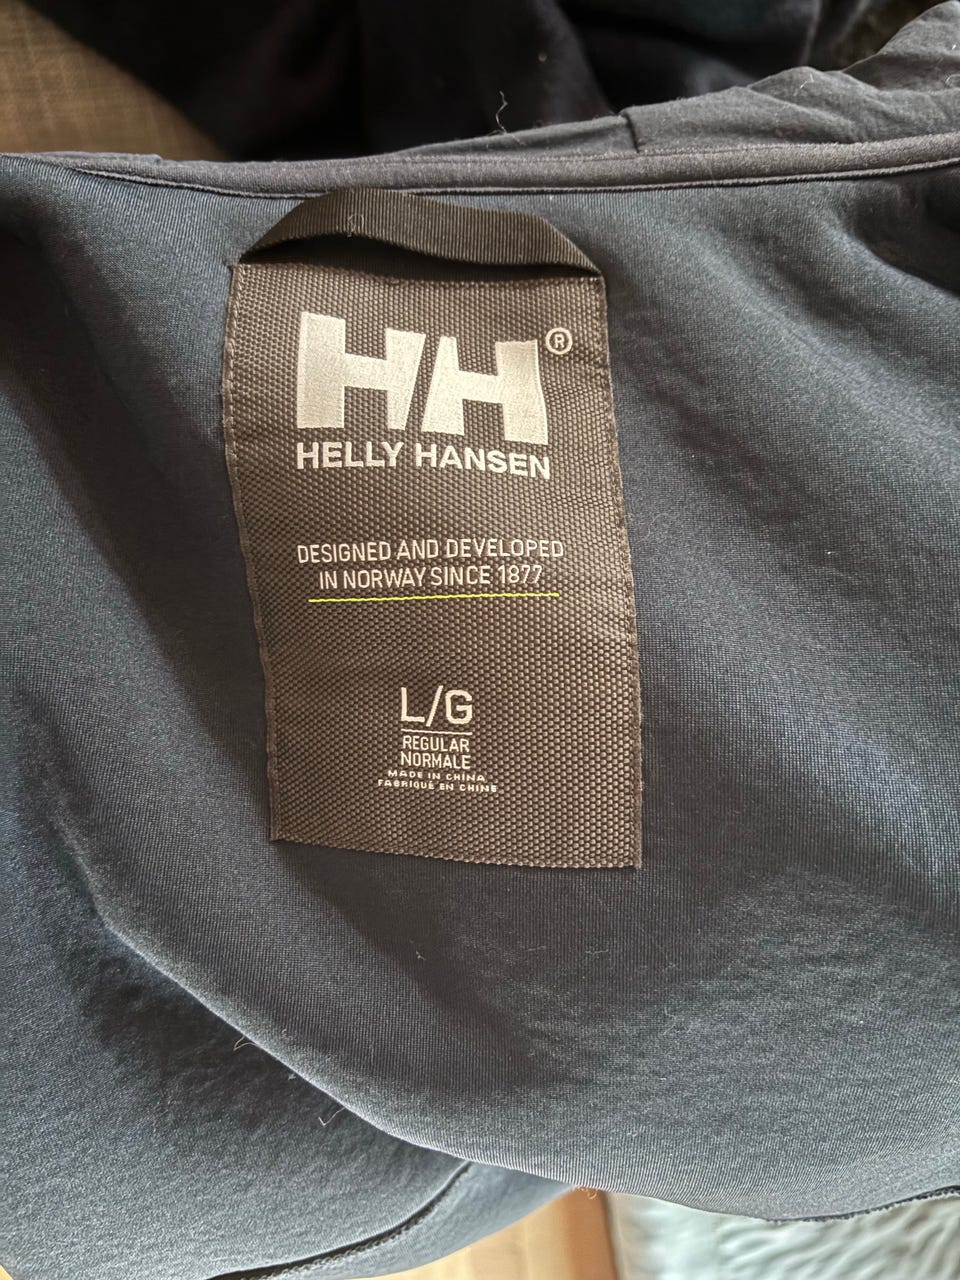 HH®
HELLY HANSEN
DESIGNED AND DEVELOPED
IN NORWAY SINCE 1877
L/G
REGULAR
NORMALE
MADE IN CHINA
FABRIQUÉ EN CHINE